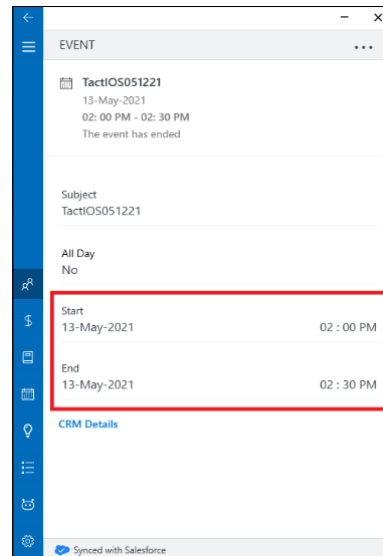 EVENT
TactIOS051221
13-May-2021
02: 00 PM - 02: 30 PM
The event has ended
Subject
TactIOS051221
All Day
No
Start
13-May-2021 02 : 00 PM
End
13-May-2021 02 : 30 PM
CRM Details
Synced with Salesforce